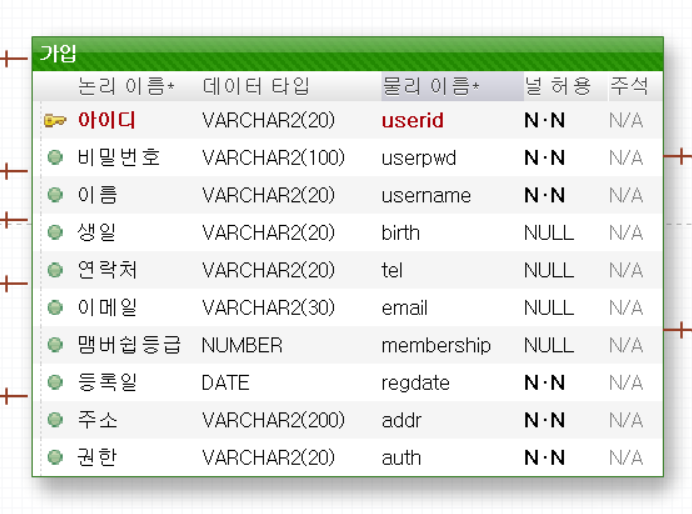 가입
논리 이름* 데이터 타입 물리 이름* 널 허용 주석
아이디 VARCHAR2(20) userid N·N N/A
비밀번호 VARCHAR2(100) userpwd N·N N/A
이름 VARCHAR2(20) username N·N N/A
생일 VARCHAR2(20) birth NULL N/A
연락처 VARCHAR2(20) tel NULL N/A
이메일 VARCHAR2(30) email NULL N/A
맴버쉽등급 NUMBER membership NULL N/A
등록일 DATE regdate N·N N/A
주소 VARCHAR2(200) addr N·N N/A
권한 VARCHAR2(20) auth N·N N/A